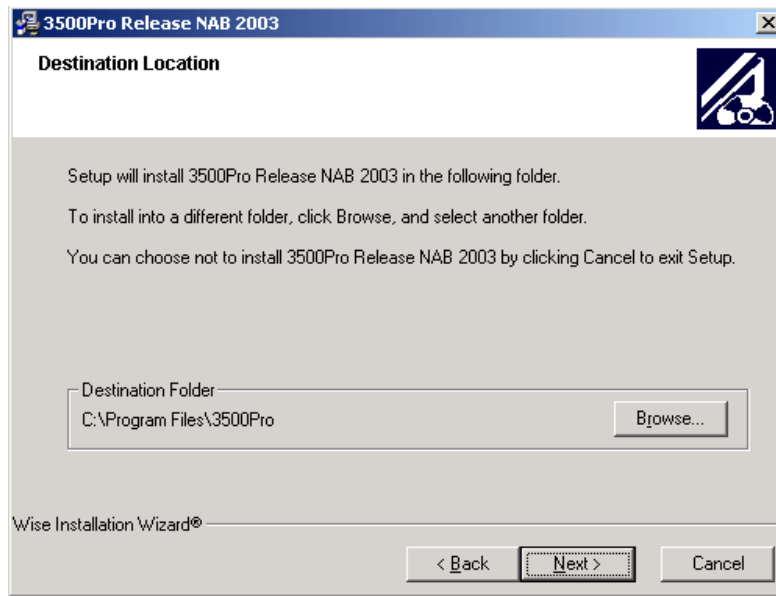 3500Pro Release NAB 2003
Destination Location
Setup will install 3500Pro Release NAB 2003 in the following folder.
To install into a different folder, click Browse, and select another folder.
You can choose not to install 3500Pro Release NAB 2003 by clicking Cancel to exit Setup.
Destination Folder
C:\Program Files\3500Pro
Browse...
Wise Installation Wizard®
< Back
Next >
Cancel